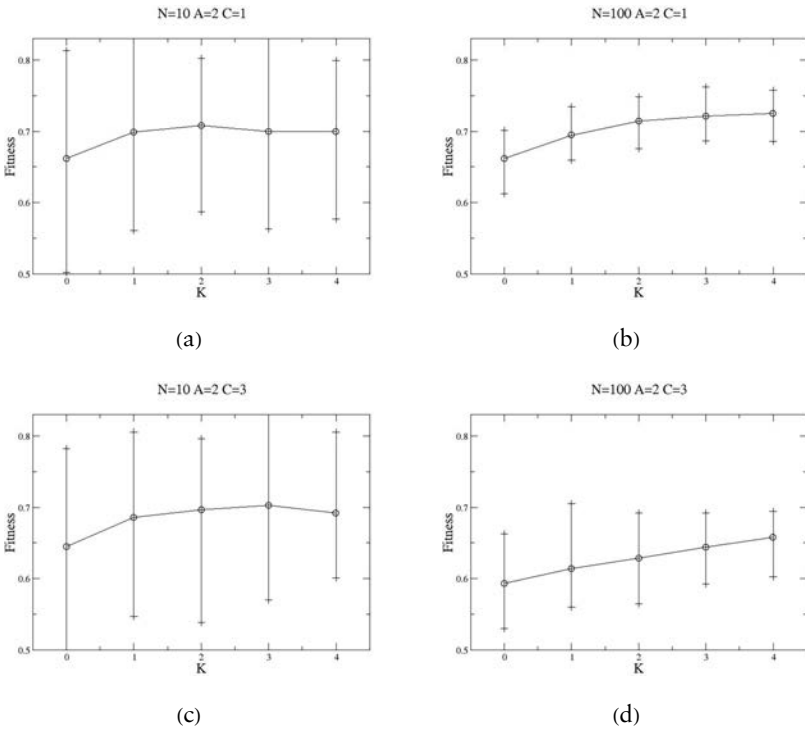 N=10 A=2 C=1
0.8
0.7
0.6
0.5
Fitness
0 1 2 3 4
K
(a)
N=100 A=2 C=1
0.8
0.7
0.6
0.5
Fitness
0 1 2 3 4
K
(b)
N=10 A=2 C=3
0.8
0.7
0.6
0.5
Fitness
0 1 2 3 4
K
(c)
N=100 A=2 C=3
0.8
0.7
0.6
0.5
Fitness
0 1 2 3 4
K
(d)